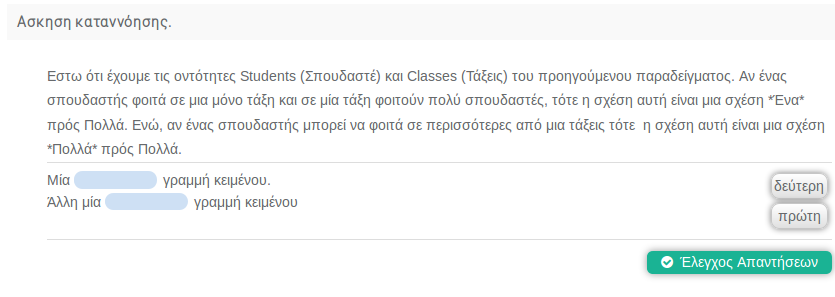 Ασκηση καταννόησης.
Εστω ότι έχουμε τις οντότητες Students (Σπουδαστέ) και Classes (Τάξεις) του προηγούμενου παραδείγματος. Αν ένας
σπουδαστής φοιτά σε μια μόνο τάξη και σε μία τάξη φοιτούν πολύ σπουδαστές, τότε η σχέση αυτή είναι μια σχέση *Ένα*
πρός Πολλά. Ενώ, αν ένας σπουδαστής μπορεί να φοιτά σε περισσότερες από μια τάξεις τότε η σχέση αυτή είναι μια σχέση
*Πολλά* πρός Πολλά.
Μία γραμμή κειμένου.
Άλλη μία γραμμή κειμένου
δεύτερη
πρώτη
Έλεγχος Απαντήσεων